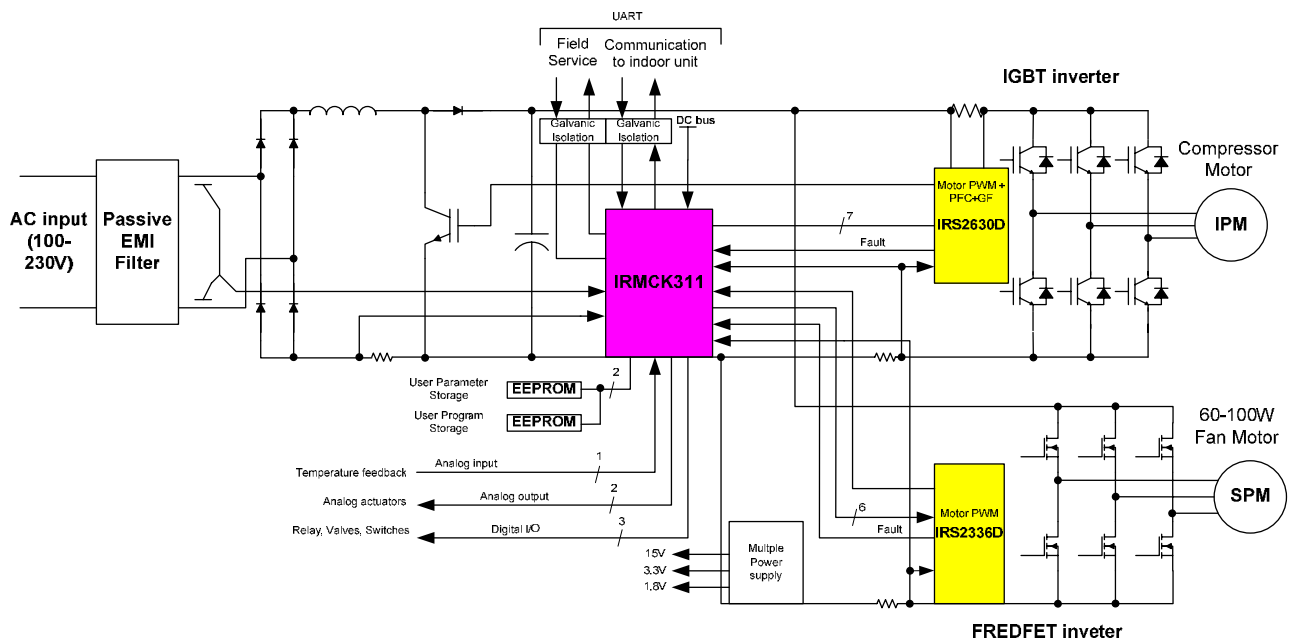 UART
Field
Service
Communication
to indoor unit
IGBT inverter
Galvanic
Isolation
Galvanic
Isolation
DC bus
AC input
(100-
230V)
Passive
EMI
Filter
Motor PWM +
PFC+GF
IRS2630D
Compressor
Motor
IPM
7
Fault
IRMCK311
User Parameter
Storage
EEPROM
2
User Program
Storage
EEPROM
60-100W
Fan Motor
SPM
Temperature feedback
Analog input
1
Analog actuators
Analog output
2
Relay, Valves, Switches
Digital I/O
3
6
Fault
Motor PWM
IRS2336D
15V
3.3V
1.8V
Multple
Power
supply
FREDFET inveter